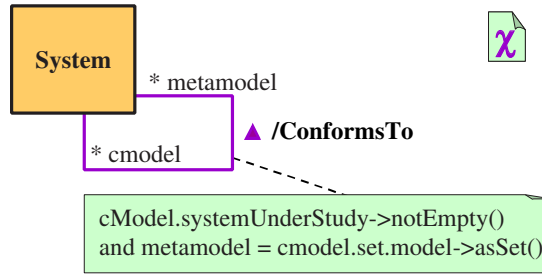 System
χ
* metamodel
▲ /ConformsTo
* cmodel
cModel.systemUnderStudy->notEmpty()
and metamodel = cmodel.set.model->asSet()